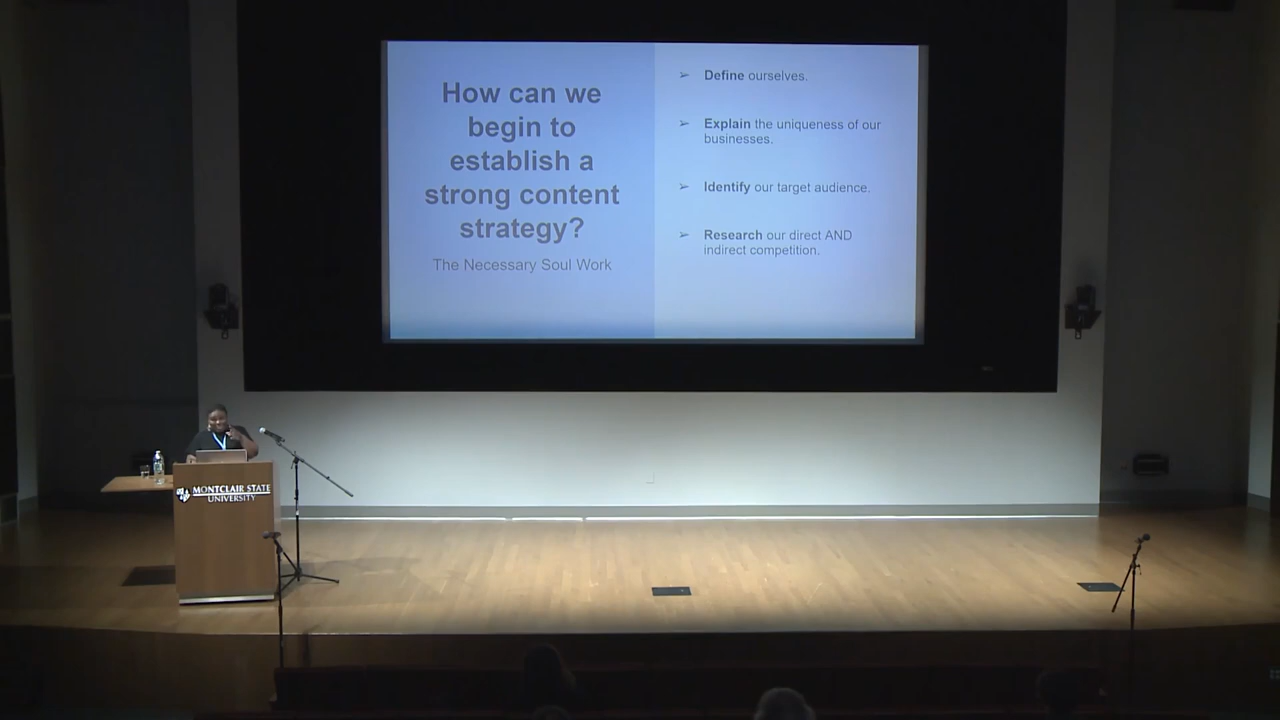 How can we
begin to
establish a
strong content
strategy?
The Necessary Soul Work
➢ Define ourselves.
➢ Explain the uniqueness of our
businesses.
➢ Identify our target audience.
➢ Research our direct AND
indirect competition.
MONTCLAIR STATE
UNIVERSITY